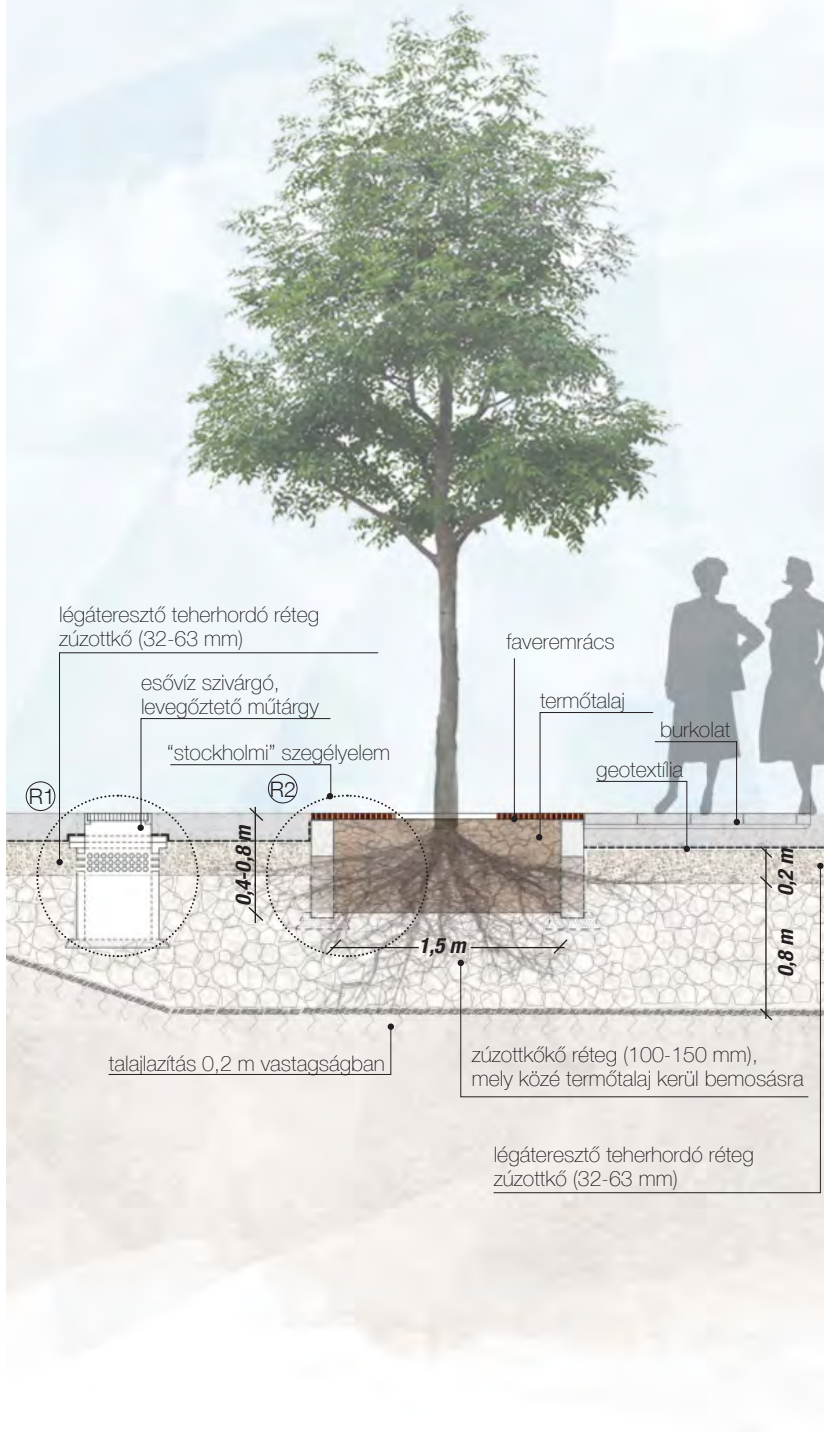 légáteresztő teherhordó réteg
zúzottkő (32-63 mm)
esővíz szivárgó,
levegőztető műtárgy
"stockholmi" szegélyelem
faveremrács
termőtalaj
burkolat
geotextília
R1
R2
0,4-0,8 m
0,2 m
1,5 m
0,8 m
talajlazítás 0,2 m vastagságban
zúzottkőkő réteg (100-150 mm),
mely közé termőtalaj kerül bemosásra
légáteresztő teherhordó réteg
zúzottkő (32-63 mm)